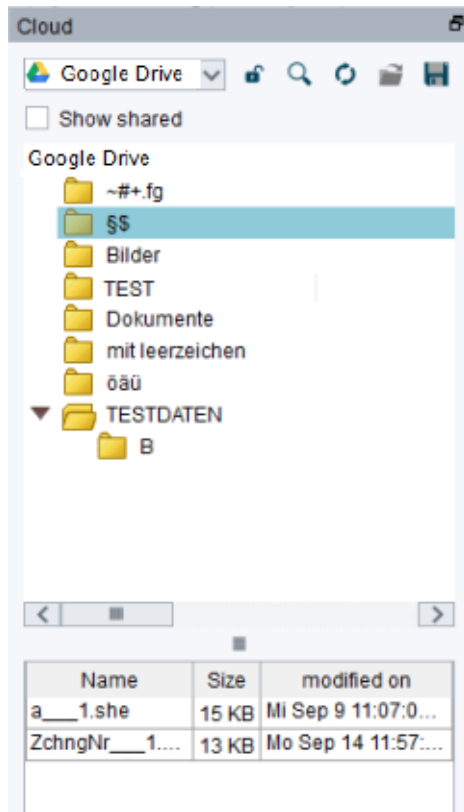 Cloud
Google Drive
Show shared
Google Drive
~#+.fg
§$
Bilder
TEST
Dokumente
mit leerzeichen
öäü
TESTDATEN
B
Name Size modified on
a___1.she 15 KB Mi Sep 9 11:07:0...
ZchngNr___1.... 13 KB Mo Sep 14 11:57:...